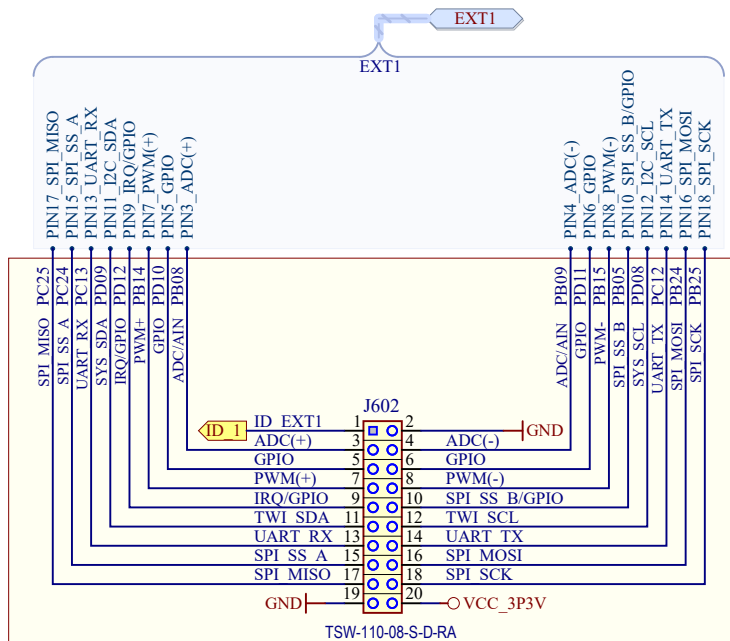 EXT1
EXT1
PIN17_SPI_MISO
PIN15_SPI_SS_A
PIN13_UART_RX
PIN11_I2C_SDA
PIN9_IRQ/GPIO
PIN7_PWM(+)
PIN5_GPIO
PIN3_ADC(+)
PIN4_ADC(-)
PIN6_GPIO
PIN8_PWM(-)
PIN10_SPI_SS_B/GPIO
PIN12_I2C_SCL
PIN14_UART_TX
PIN16_SPI_MOSI
PIN18_SPI_SCK
SPI_MISO PC25
SPI_SS_A PC24
UART_RX PC13
SYS_SDA PD09
IRQ/GPIO PD12
PWM+ PB14
GPIO PD10
ADC/AIN PB08
ADC/AIN PB09
GPIO PD11
PWM- PB15
SPI_SS_B PB05
SYS_SCL PD08
UART_TX PC12
SPI_MOSI PB24
SPI_SCK PB25
J602
ID_1 ID_EXT1 1 2 GND
ADC(+) 3 4 ADC(-)
GPIO 5 6 GPIO
PWM(+) 7 8 PWM(-)
IRQ/GPIO 9 10 SPI_SS_B/GPIO
TWI_SDA 11 12 TWI_SCL
UART_RX 13 14 UART_TX
SPI_SS_A 15 16 SPI_MOSI
SPI_MISO 17 18 SPI_SCK
GND 19 20 VCC_3P3V
TSW-110-08-S-D-RA